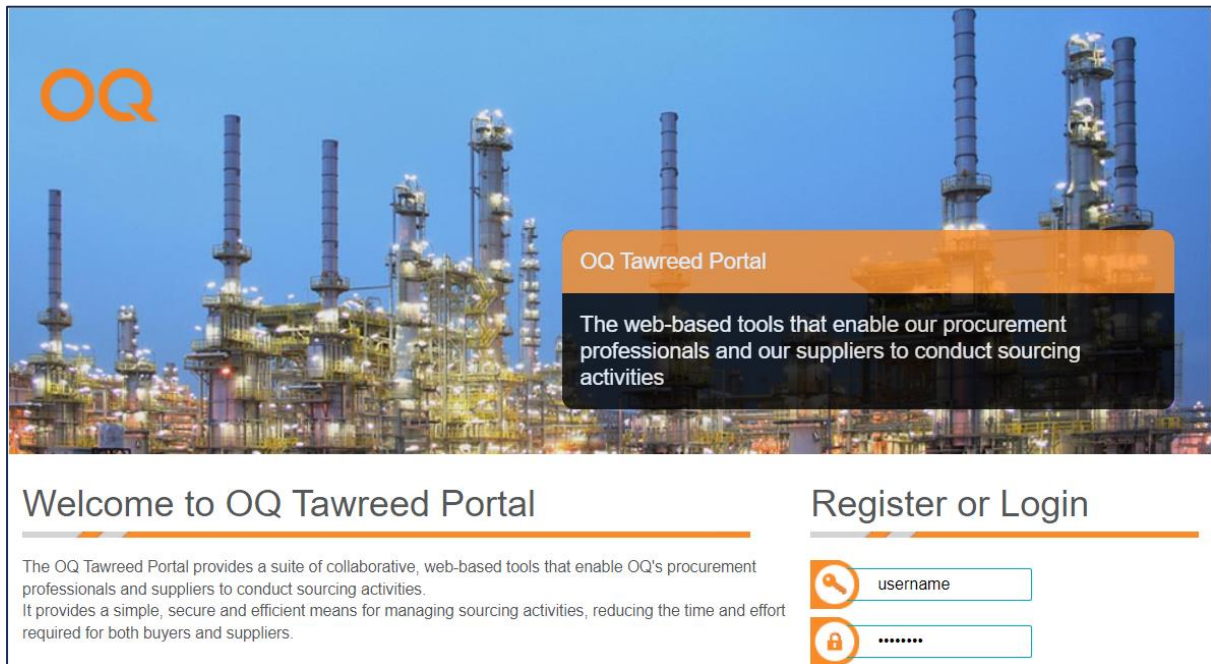 OQ
OQ Tawreed Portal
The web-based tools that enable our procurement
professionals and our suppliers to conduct sourcing
activities
Welcome to OQ Tawreed Portal
The OQ Tawreed Portal provides a suite of collaborative, web-based tools that enable OQ's procurement
professionals and suppliers to conduct sourcing activities.
It provides a simple, secure and efficient means for managing sourcing activities, reducing the time and effort
required for both buyers and suppliers.
Register or Login
username
••••••••